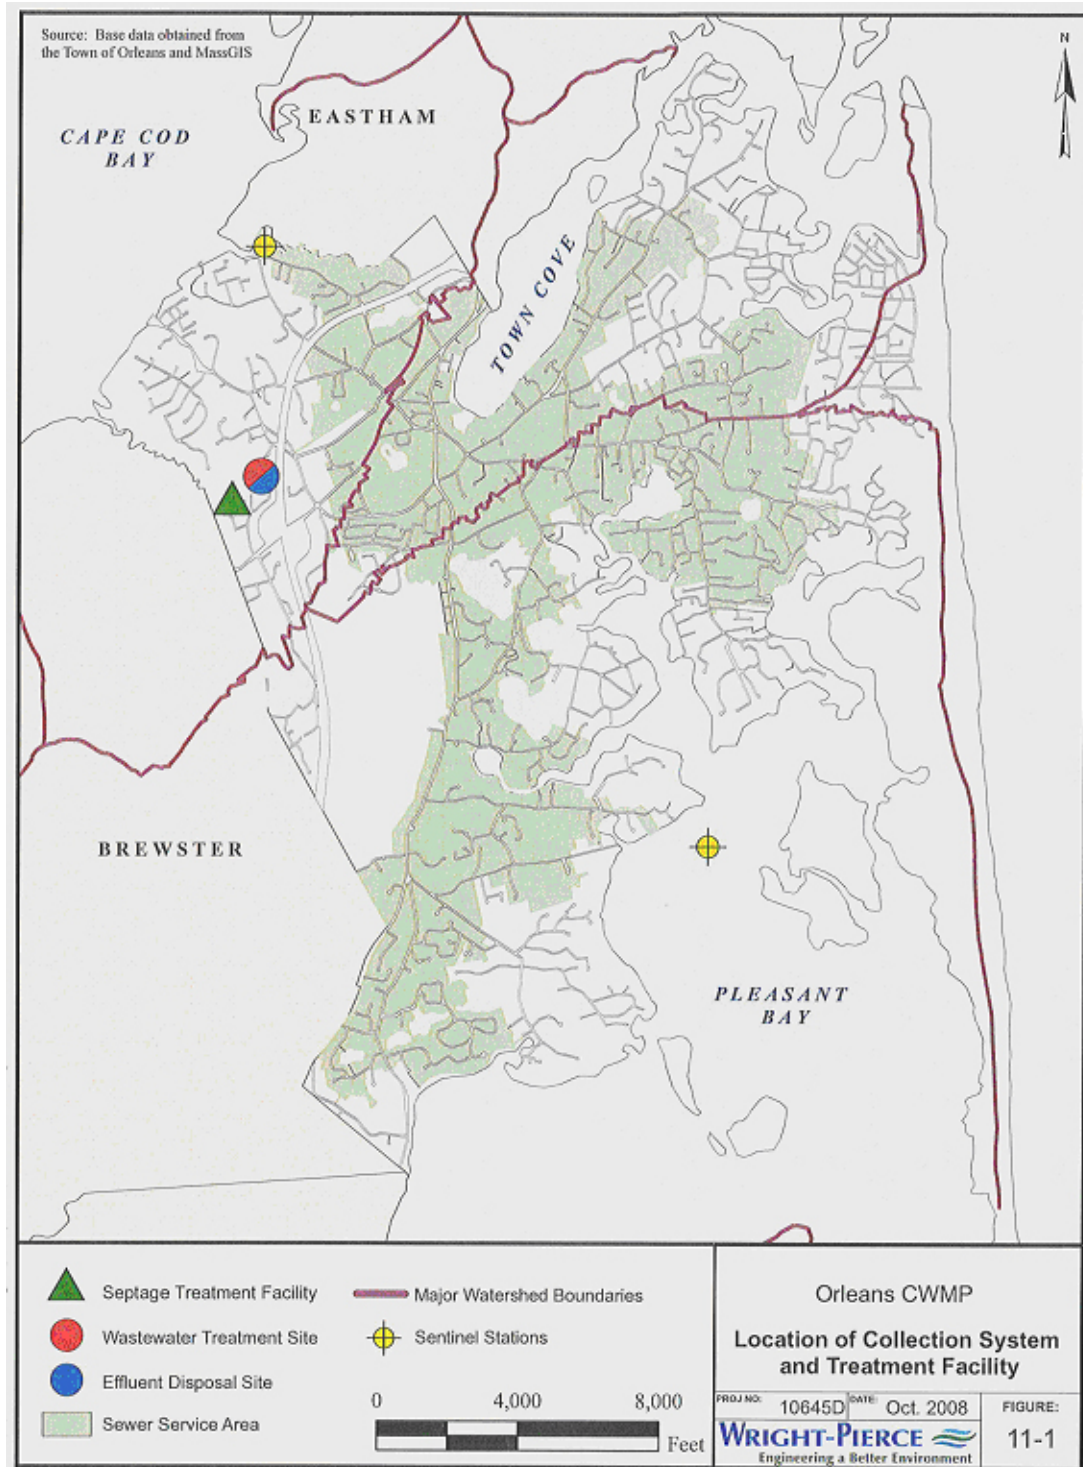 Source: Base data obtained from
the Town of Orleans and MassGIS
N
EASTHAM
CAPE COD
BAY
TOWN COVE
BREWSTER
PLEASANT
BAY
Septage Treatment Facility
Wastewater Treatment Site
Effluent Disposal Site
Sewer Service Area
Major Watershed Boundaries
Sentinel Stations
0 4,000 8,000
Feet
Orleans CWMP
Location of Collection System
and Treatment Facility
PROJ NO: 10645D DATE: Oct. 2008
FIGURE:
11-1
WRIGHT-PIERCE
Engineering a Better Environment